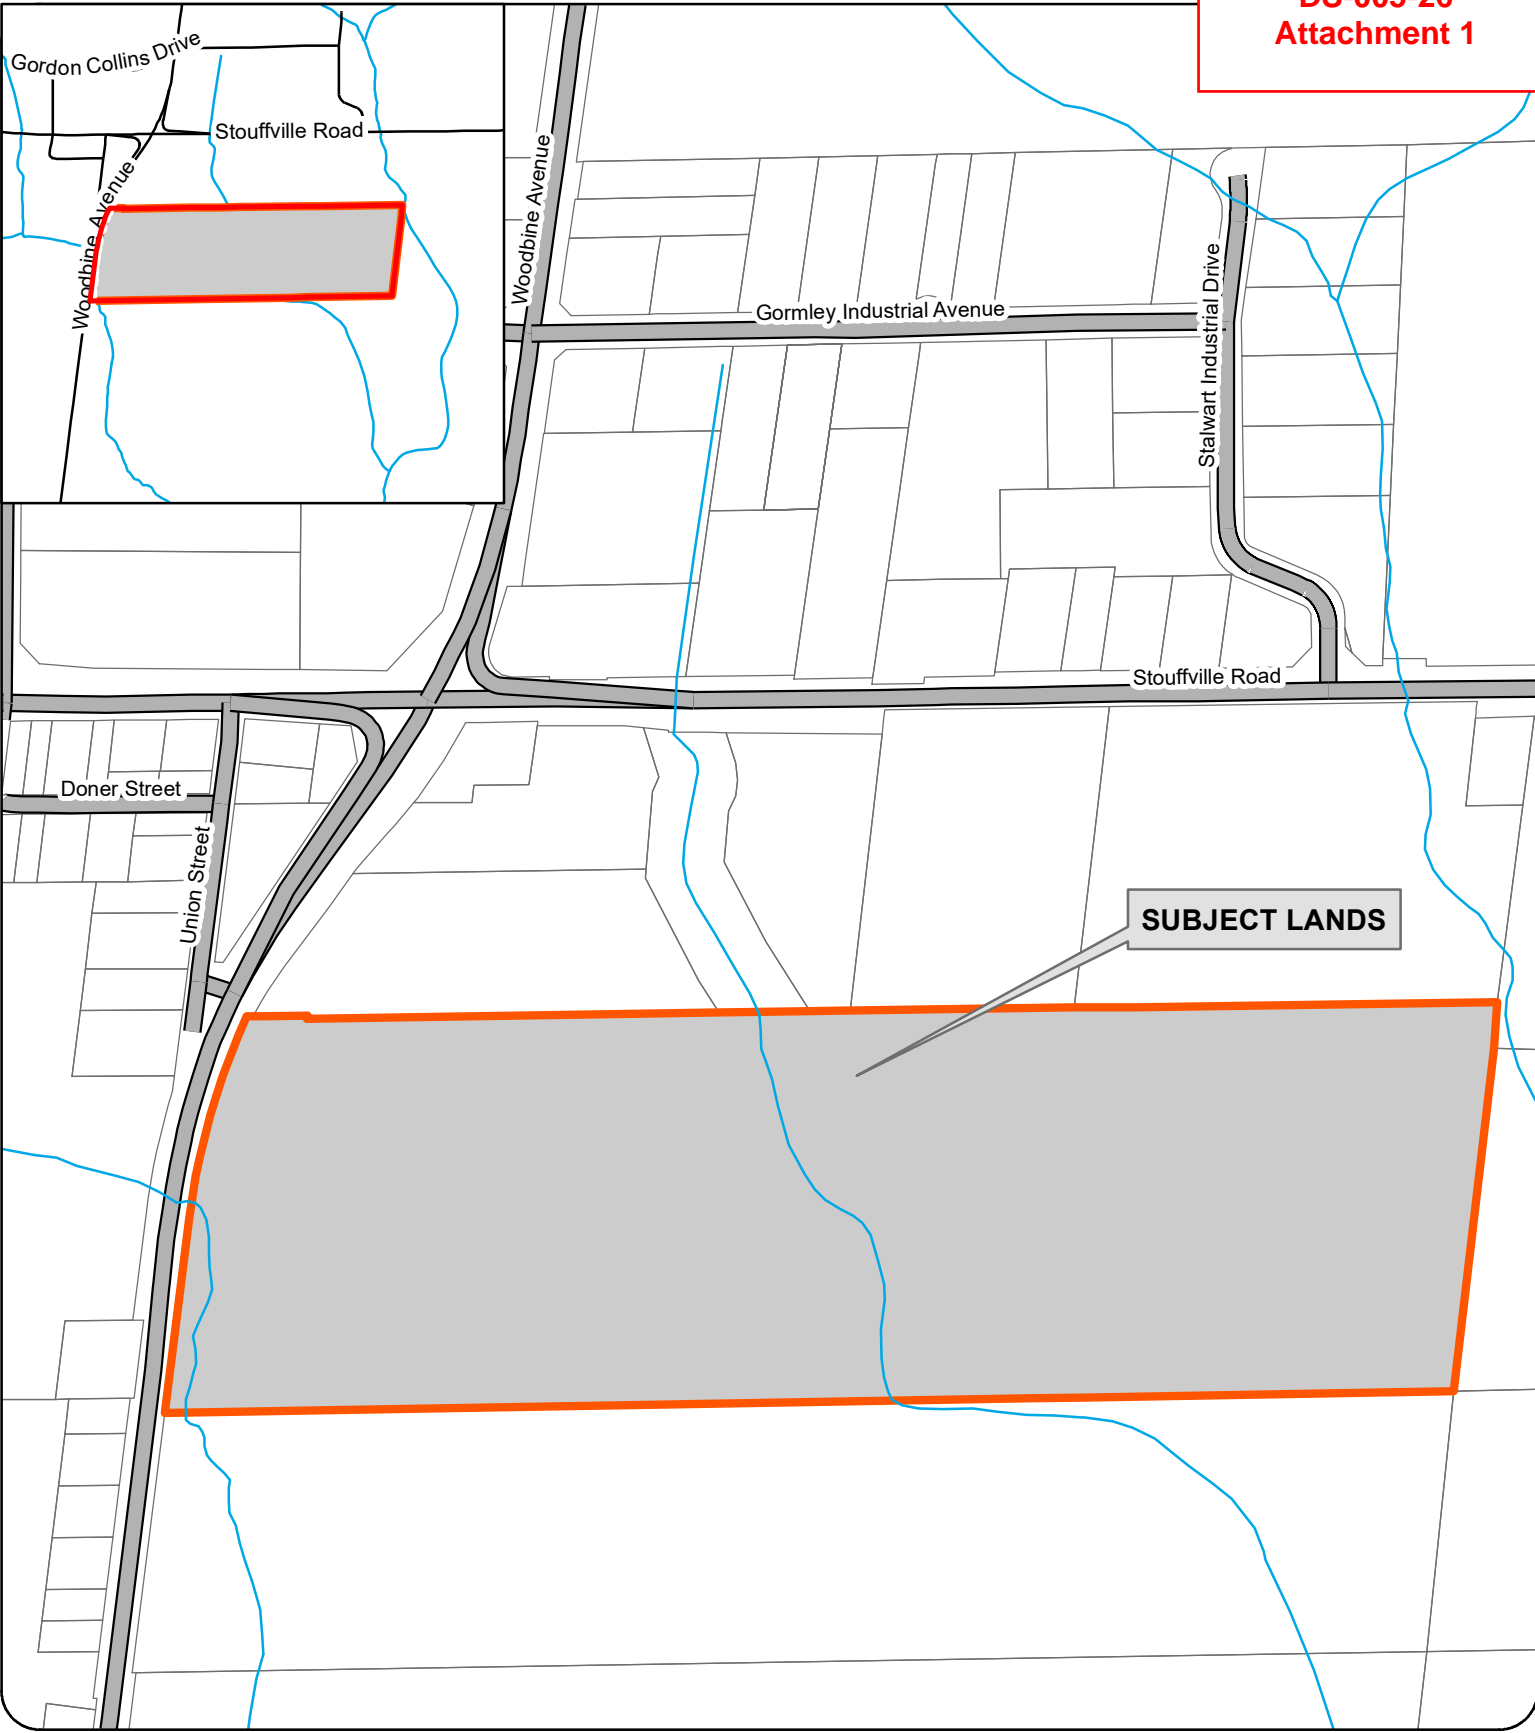 Attachment 1
Gordon Collins Drive
Stouffville Road
Woodbine Avenue
Woodbine Avenue
Gormley Industrial Avenue
Stalwart Industrial Drive
Stouffville Road
Doner Street
Union Street
SUBJECT LANDS